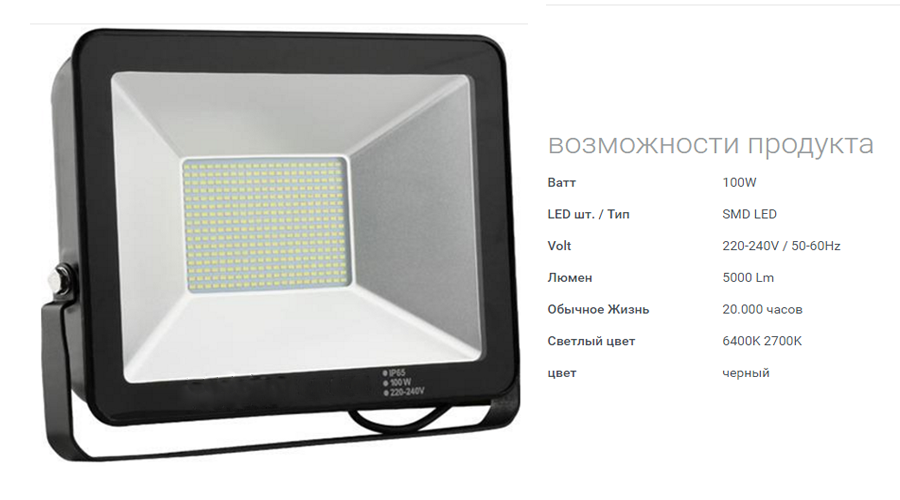 возможности продукта
Ватт 100W
LED шт. / Тип SMD LED
Volt 220-240V / 50-60Hz
Люмен 5000 Lm
Обычное Жизнь 20.000 часов
Светлый цвет 6400K 2700K
цвет черный
IP65
100W
220-240V